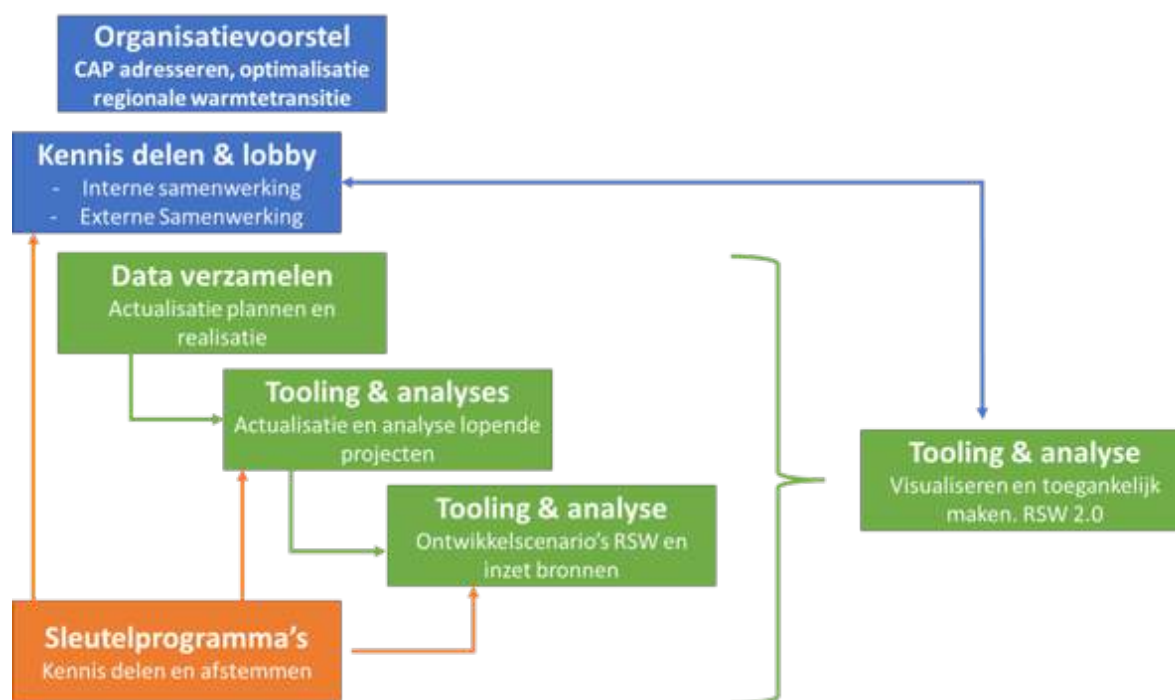 Organisatievoorstel
CAP adresseren, optimalisatie
regionale warmtetransitie
Kennis delen & lobby
- Interne samenwerking
- Externe Samenwerking
Data verzamelen
Actualisatie plannen en
realisatie
Tooling & analyses
Actualisatie en analyse lopende
projecten
Tooling & analyse
Ontwikkelscenario's RSW en
inzet bronnen
Tooling & analyse
Visualiseren en toegankelijk
maken. RSW 2.0
Sleutelprogramma's
Kennis delen en afstemmen